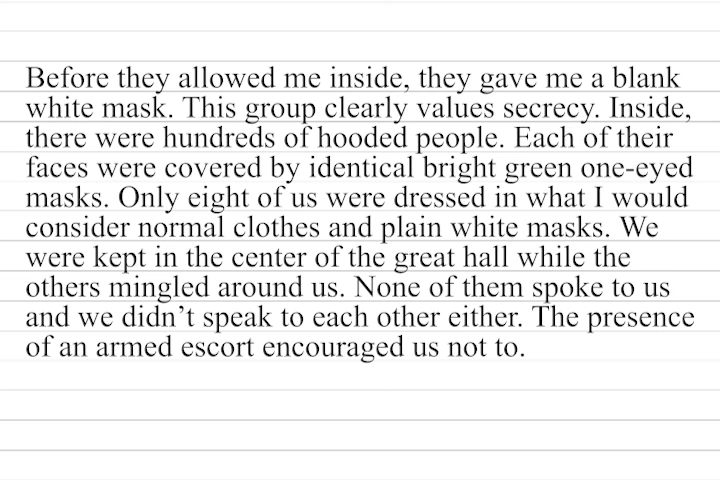 Before they allowed me inside, they gave me a blank
white mask. This group clearly values secrecy. Inside,
there were hundreds of hooded people. Each of their
faces were covered by identical bright green one-eyed
masks. Only eight of us were dressed in what I would
consider normal clothes and plain white masks. We
were kept in the center of the great hall while the
others mingled around us. None of them spoke to us
and we didn’t speak to each other either. The presence
of an armed escort encouraged us not to.